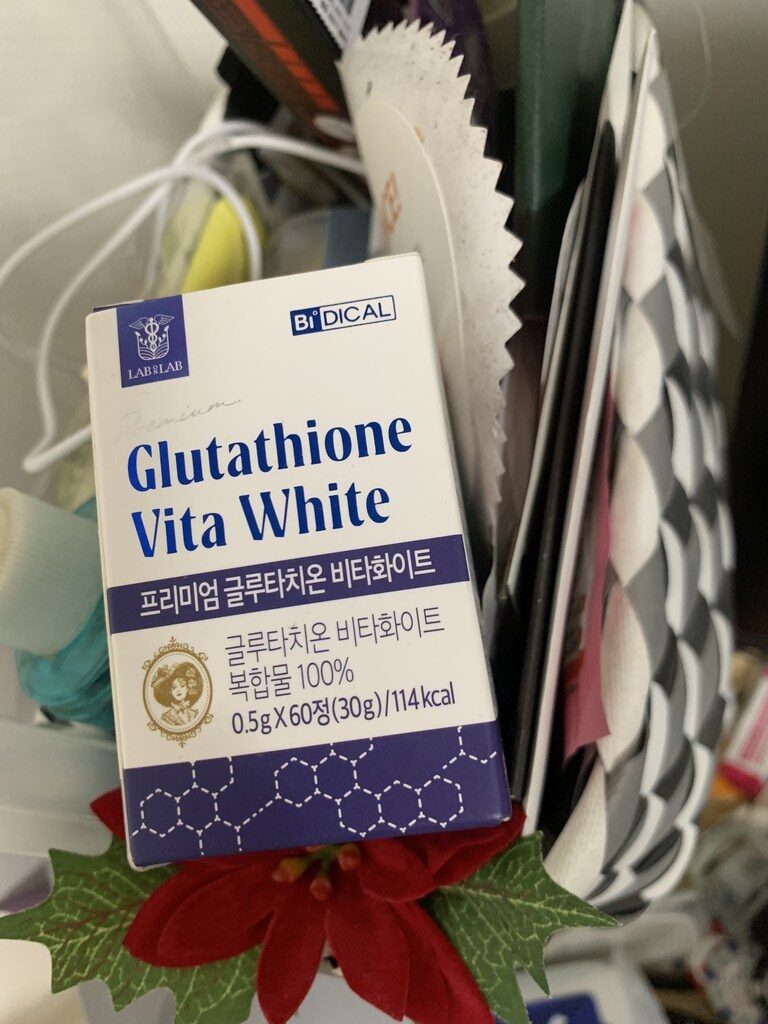 LAB ON LAB
Bi DICAL
Premium
Glutathione
Vita White
프리미엄 글루타치온 비타화이트
글루타치온 비타화이트
복합물 100%
0.5g X 60정(30g)/114kcal